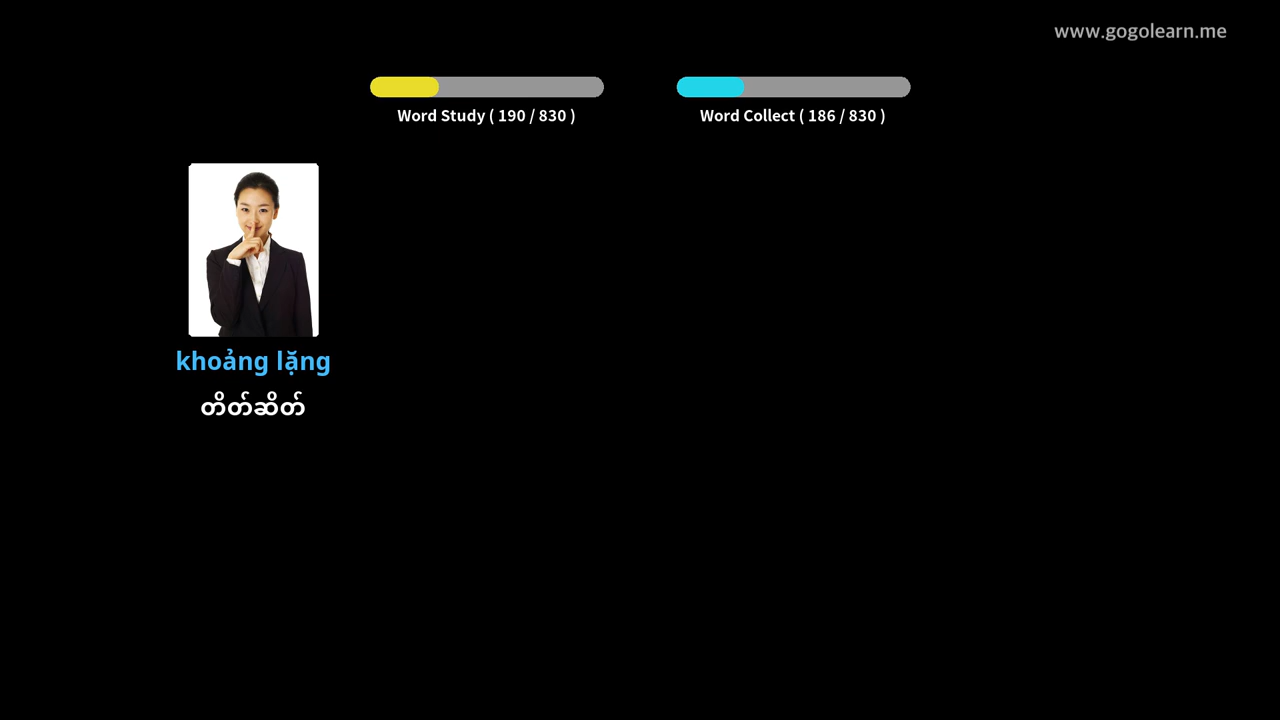 www.gogolearn.me
Word Study ( 190 / 830 )
Word Collect ( 186 / 830 )
khoảng lặng
တိတ်ဆိတ်